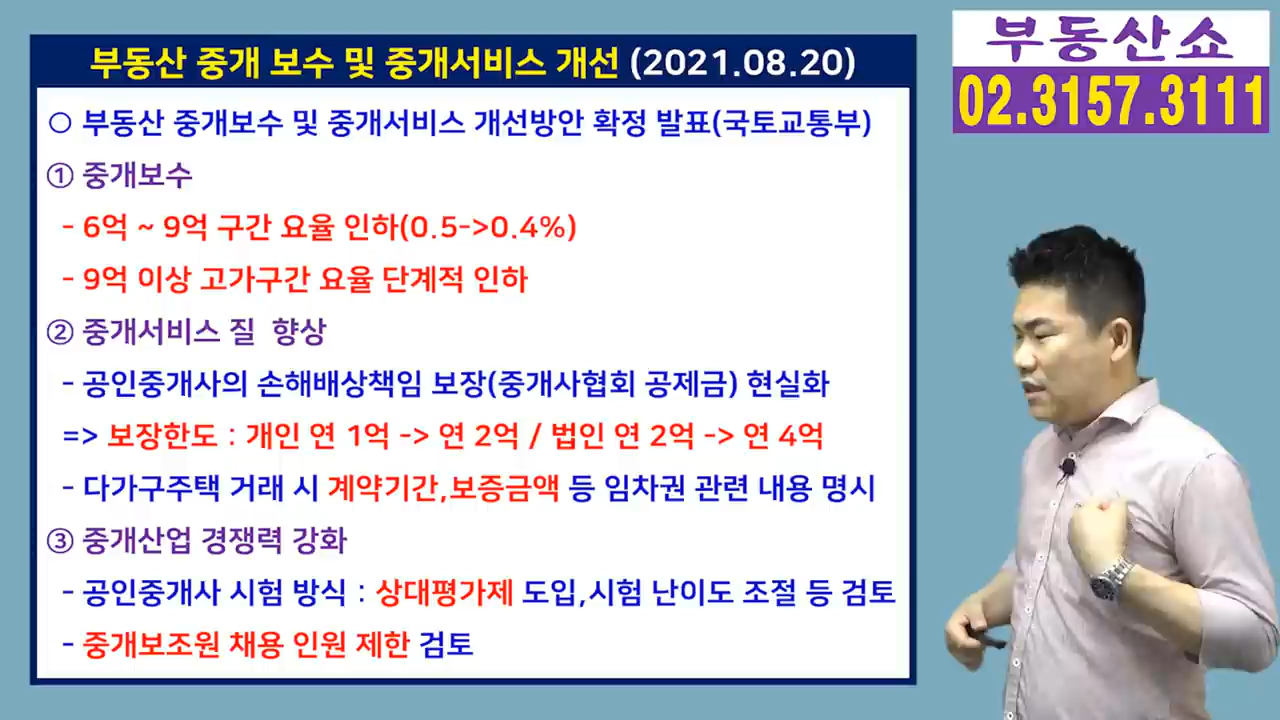 부동산 중개 보수 및 중개서비스 개선 (2021.08.20)
○ 부동산 중개보수 및 중개서비스 개선방안 확정 발표(국토교통부)
① 중개보수
- 6억 ~ 9억 구간 요율 인하(0.5->0.4%)
- 9억 이상 고가구간 요율 단계적 인하
② 중개서비스 질 향상
- 공인중개사의 손해배상책임 보장(중개사협회 공제금) 현실화
=> 보장한도 : 개인 연 1억 -> 연 2억 / 법인 연 2억 -> 연 4억
- 다가구주택 거래 시 계약기간,보증금액 등 임차권 관련 내용 명시
③ 중개산업 경쟁력 강화
- 공인중개사 시험 방식 : 상대평가제 도입,시험 난이도 조절 등 검토
- 중개보조원 채용 인원 제한 검토
부동산쇼
02.3157.3111